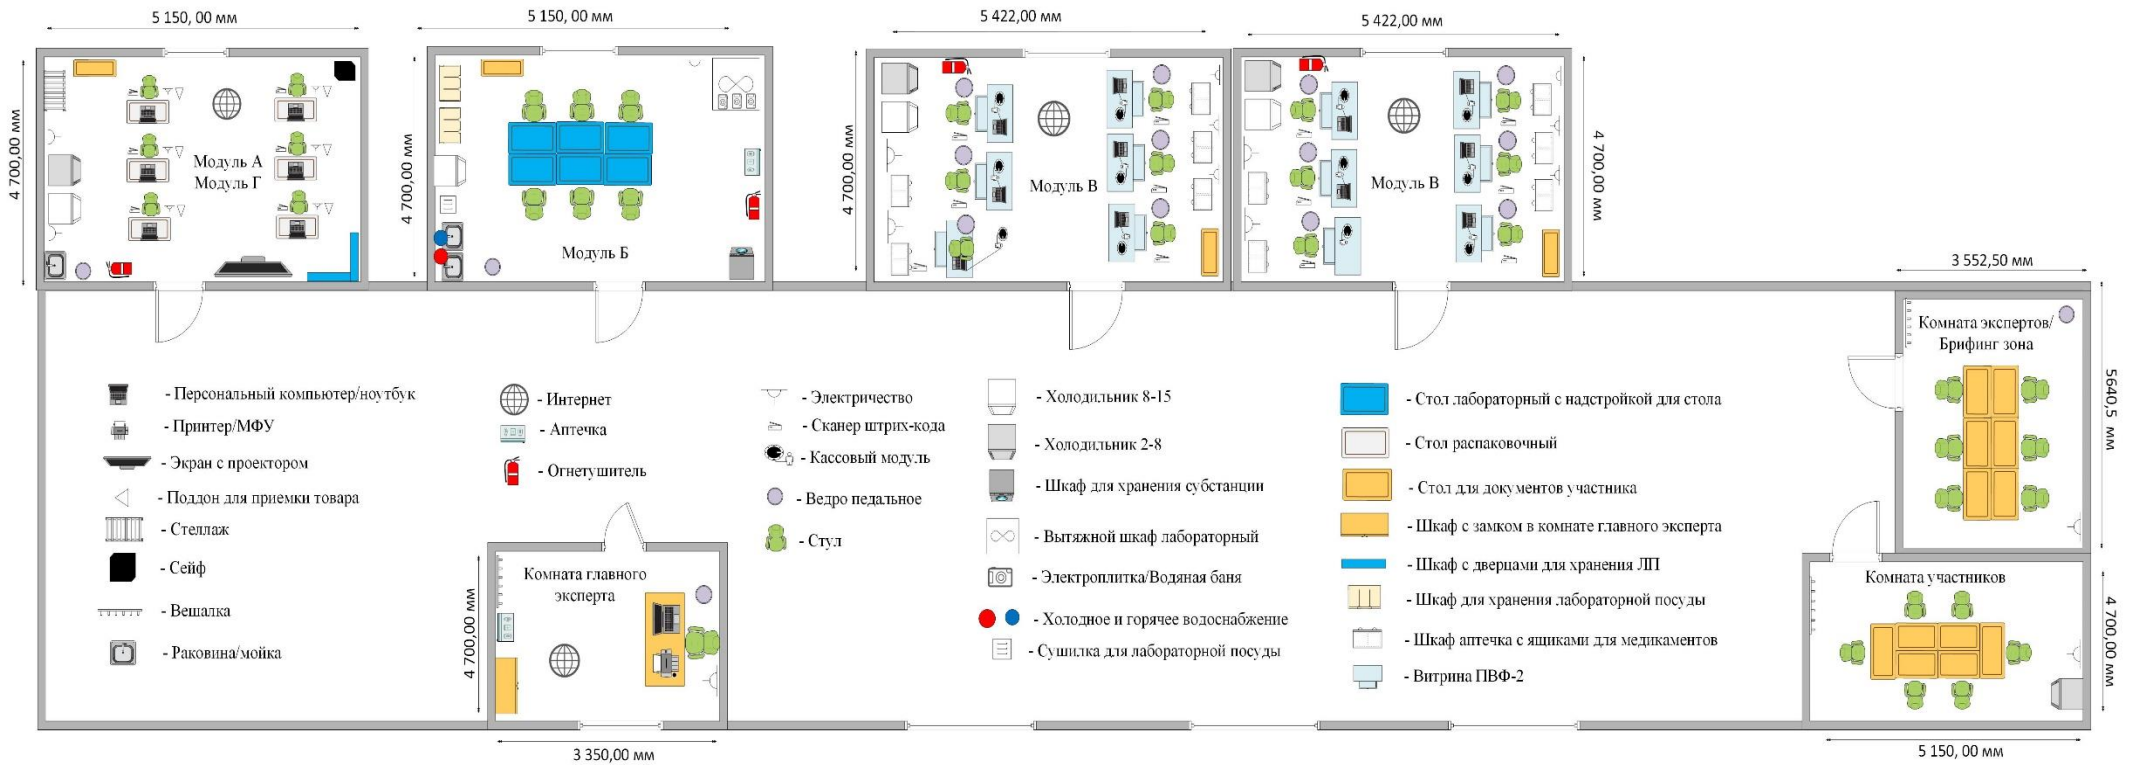 5 150, 00 мм
5 150, 00 мм
5 422,00 мм
5 422,00 мм
4 700,00 мм
Модуль А
Модуль Г
4 700,00 мм
Модуль Б
4 700,00 мм
Модуль В
Модуль В
4 700,00 мм
3 552,50 мм
Комната экспертов/
Брифинг зона
5640,5 мм
- Персональный компьютер/ноутбук
- Принтер/МФУ
- Экран с проектором
- Поддон для приемки товара
- Стеллаж
- Сейф
- Вешалка
- Раковина/мойка
- Интернет
- Аптечка
- Огнетушитель
- Электричество
- Сканер штрих-кода
- Кассовый модуль
- Ведро педальное
- Стул
- Холодильник 8-15
- Холодильник 2-8
- Шкаф для хранения субстанции
- Вытяжной шкаф лабораторный
- Электроплитка/Водяная баня
- Холодное и горячее водоснабжение
- Сушилка для лабораторной посуды
- Стол лабораторный с надстройкой для стола
- Стол распаковочный
- Стол для документов участника
- Шкаф с замком в комнате главного эксперта
- Шкаф с дверцами для хранения ЛП
- Шкаф для хранения лабораторной посуды
- Шкаф аптечка с ящиками для медикаментов
- Витрина ПВФ-2
Комната главного
эксперта
4 700,00 мм
3 350,00 мм
Комната участников
4 700,00 мм
5 150, 00 мм